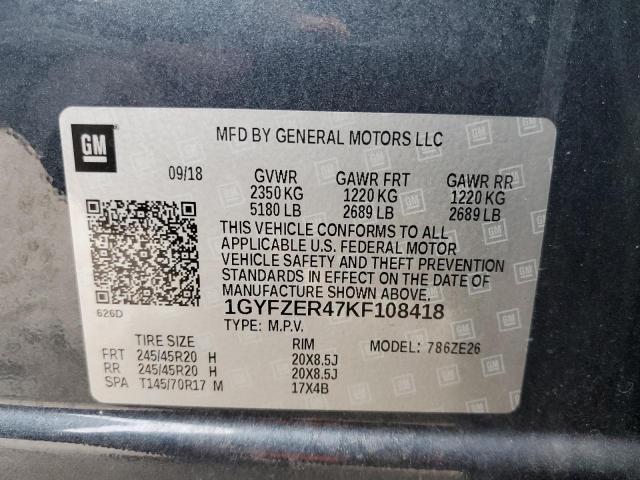 GM
MFD BY GENERAL MOTORS LLC
09/18 GVWR GAWR FRT GAWR RR
2350 KG 1220 KG 1220 KG
5180 LB 2689 LB 2689 LB
THIS VEHICLE CONFORMS TO ALL
APPLICABLE U.S. FEDERAL MOTOR
VEHICLE SAFETY AND THEFT PREVENTION
STANDARDS IN EFFECT ON THE DATE OF
MANUFACTURE SHOWN ABOVE.
626D 1GYFZER47KF108418
TYPE: M.P.V.
TIRE SIZE RIM MODEL: 786ZE26
FRT 245/45R20 H 20X8.5J
RR 245/45R20 H 20X8.5J
SPA T145/70R17 M 17X4B